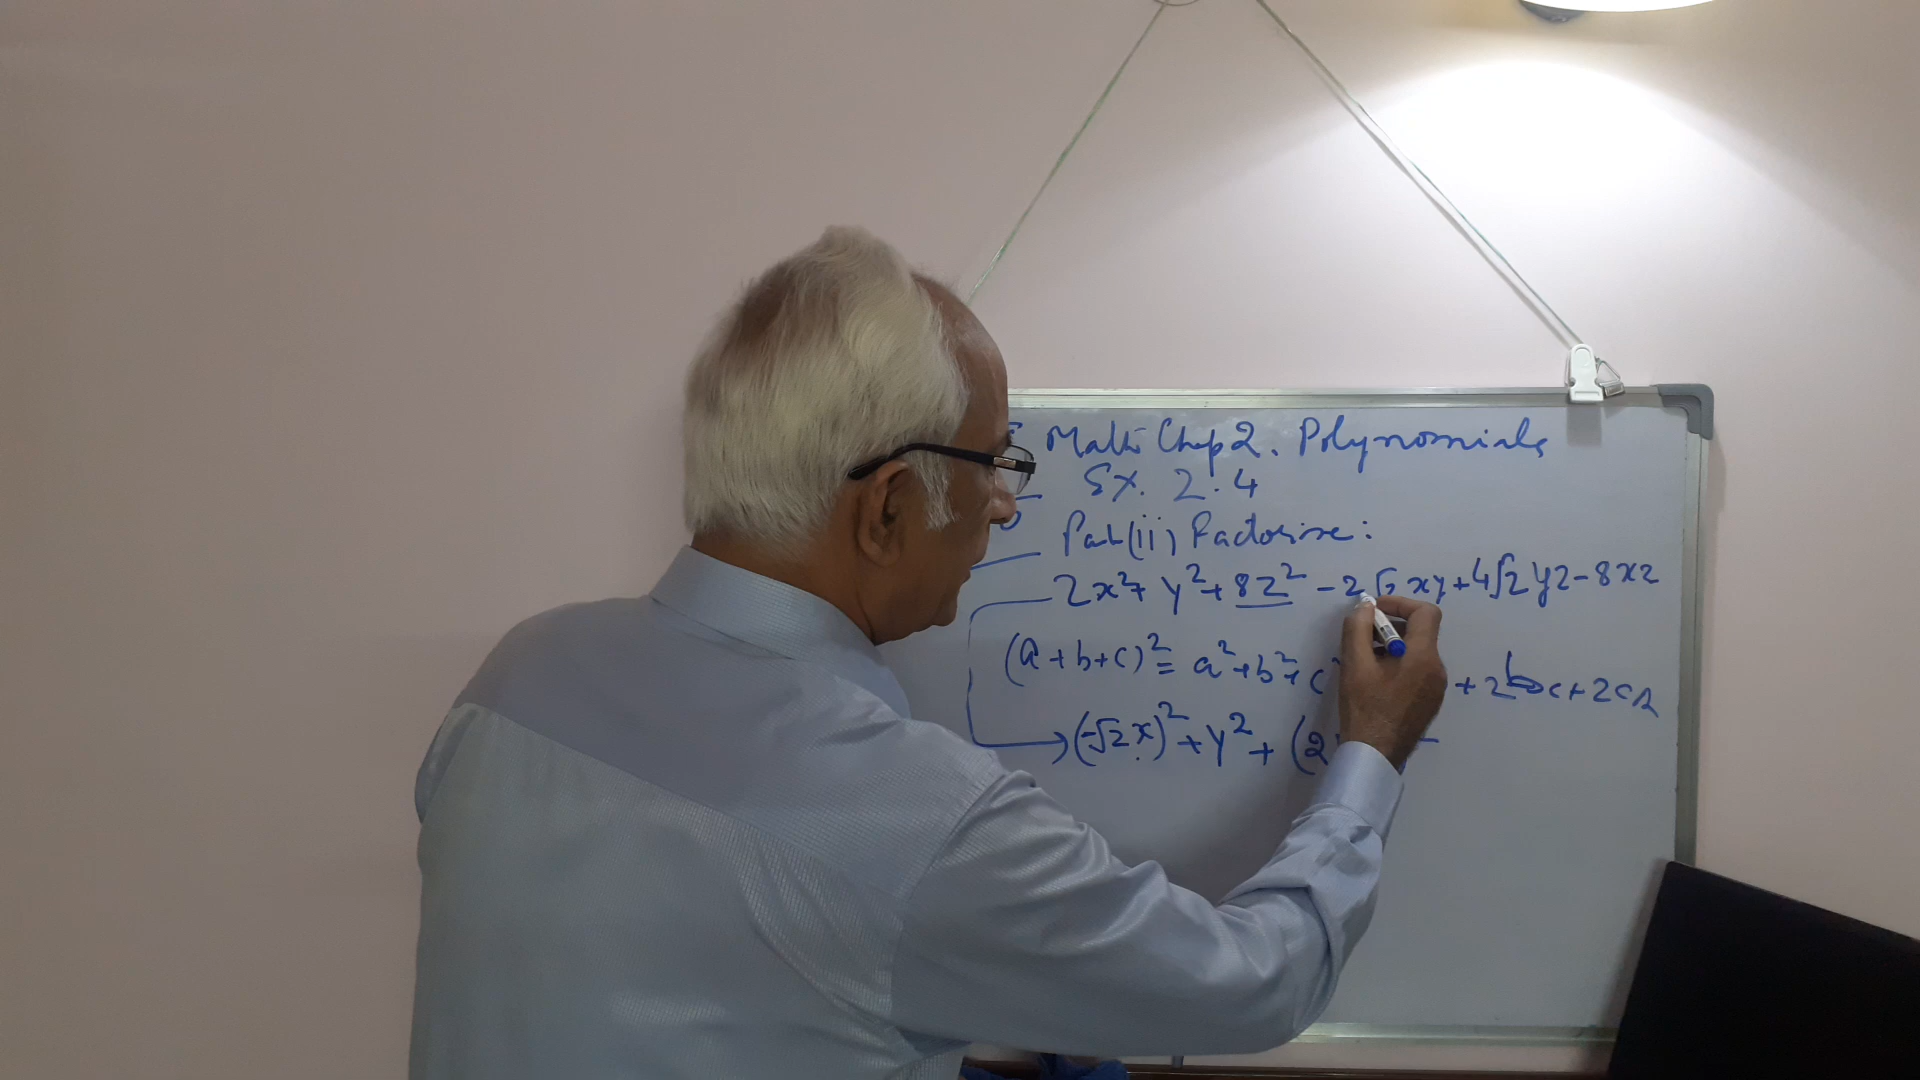 Math Chap 2. Polynomials
Ex. 2.4
Part (ii) Factorise:
2x²+ y²+ 8z² - 2√2 xy + 4√2 yz - 8xz
(a+b+c)² = a²+b²+c² + 2bc + 2ca
(-√2x)² + y² + (2